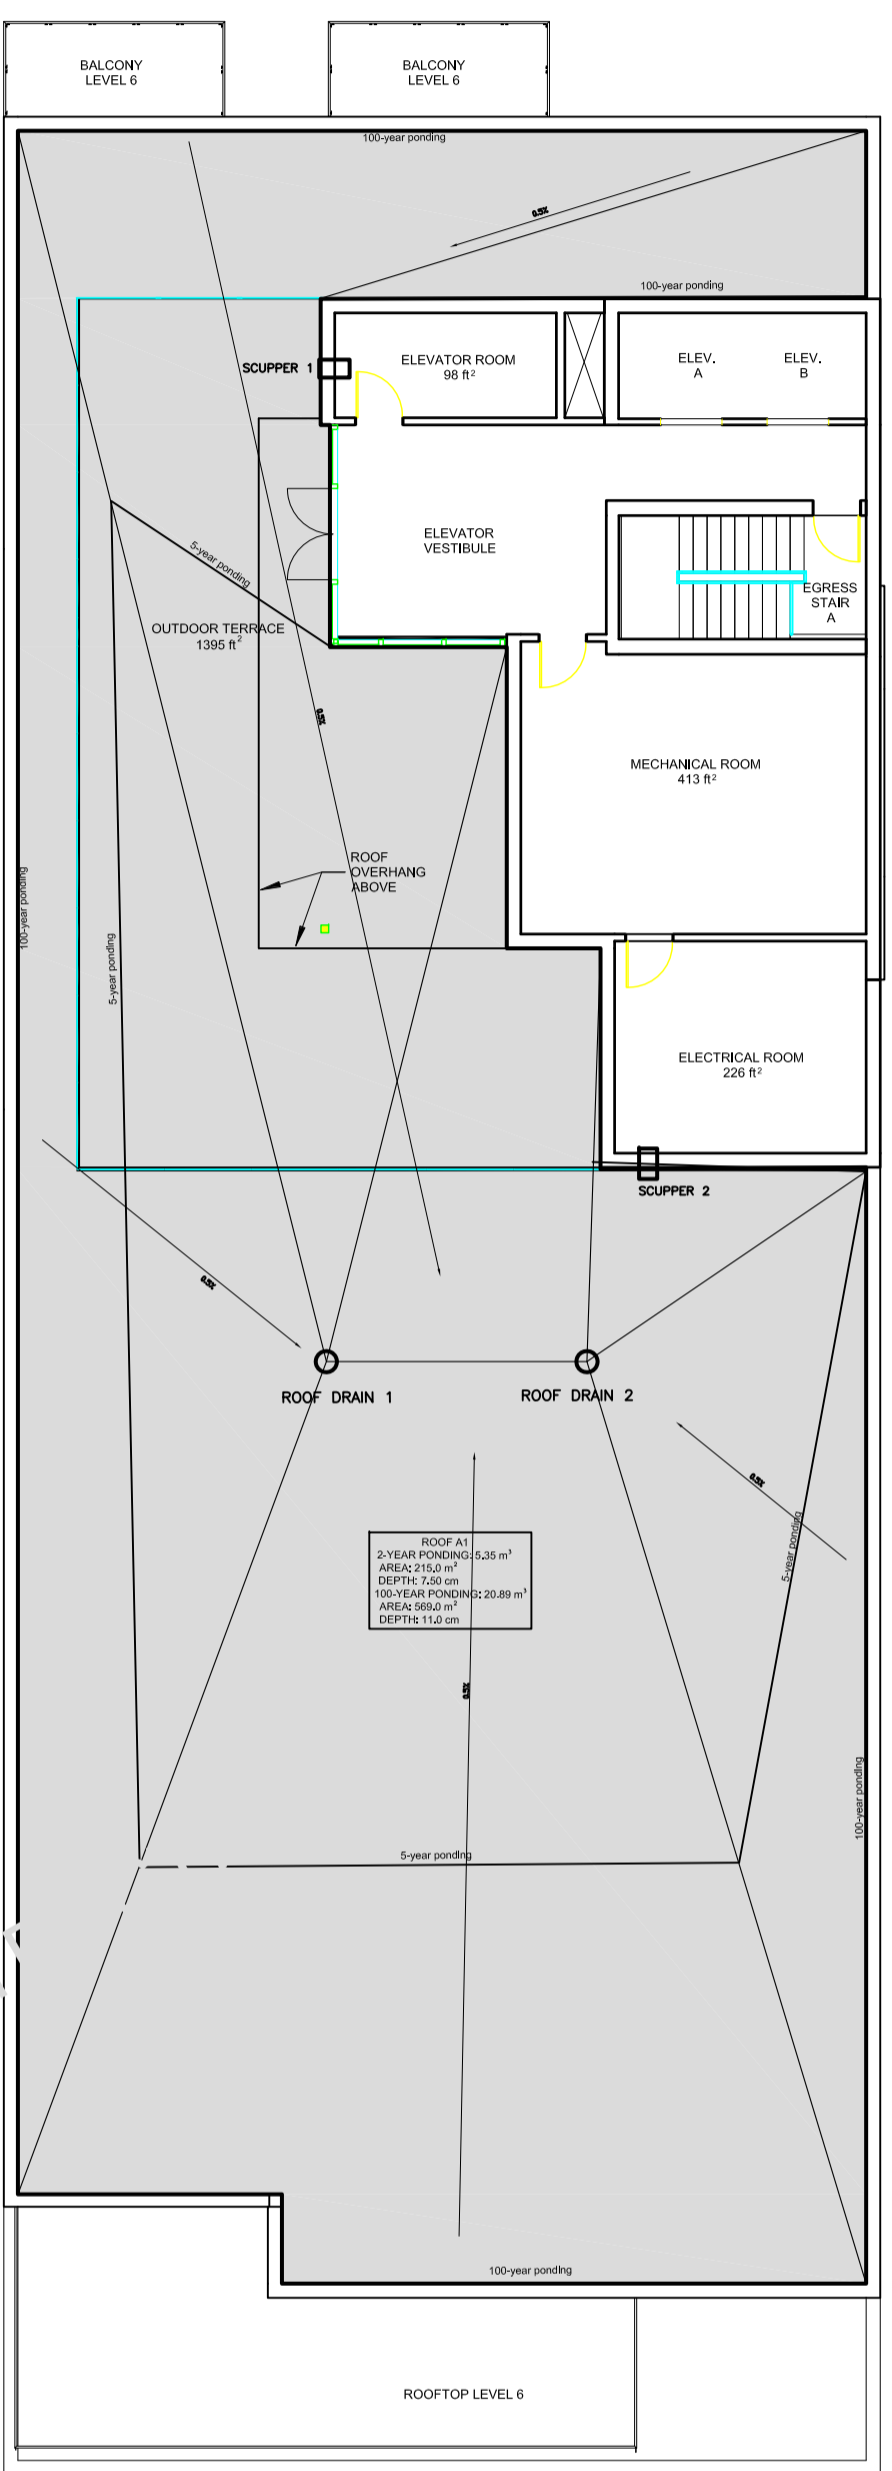 BALCONY
LEVEL 6
BALCONY
LEVEL 6
100-year ponding
0.5%
100-year ponding
SCUPPER 1
ELEVATOR ROOM
98 ft²
ELEV.
A
ELEV.
B
ELEVATOR
VESTIBULE
5-year ponding
EGRESS
STAIR
A
OUTDOOR TERRACE
1395 ft²
0.5%
MECHANICAL ROOM
413 ft²
ROOF
OVERHANG
ABOVE
100-year ponding
5-year ponding
ELECTRICAL ROOM
226 ft²
SCUPPER 2
0.5%
ROOF DRAIN 1
ROOF DRAIN 2
0.5%
5-year ponding
ROOF A1
2-YEAR PONDING: 5.35 m³
AREA: 215.0 m²
DEPTH: 7.50 cm
100-YEAR PONDING: 20.89 m³
AREA: 569.0 m²
DEPTH: 11.0 cm
0.5%
100-year ponding
5-year ponding
100-year ponding
ROOFTOP LEVEL 6